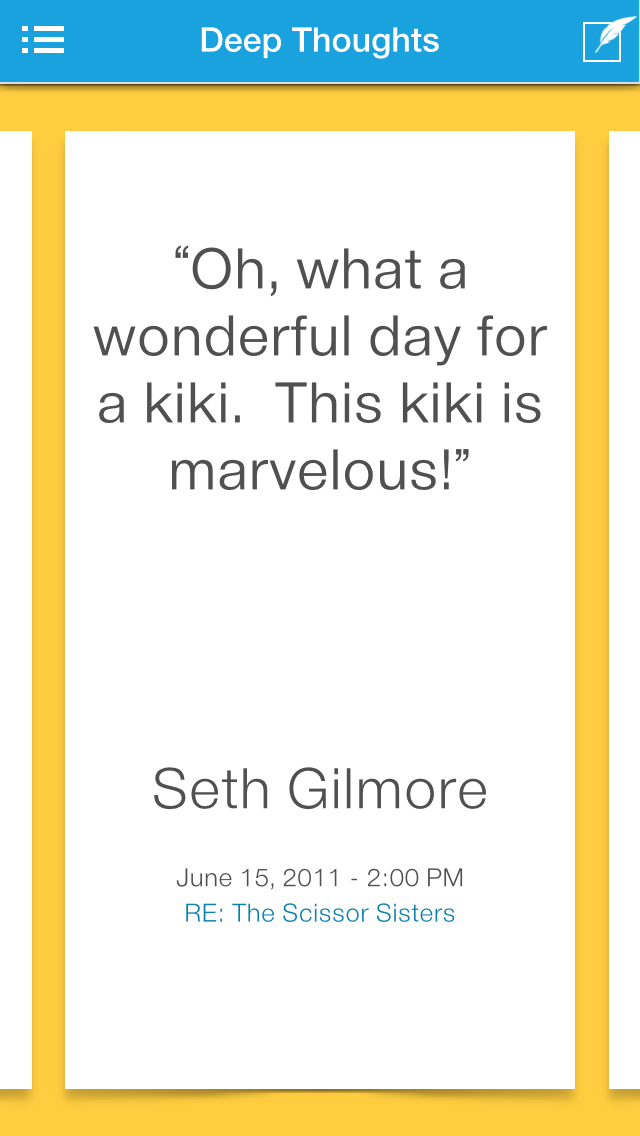 Deep Thoughts
“Oh, what a
wonderful day for
a kiki.  This kiki is
marvelous!”
Seth Gilmore
June 15, 2011 - 2:00 PM
RE: The Scissor Sisters